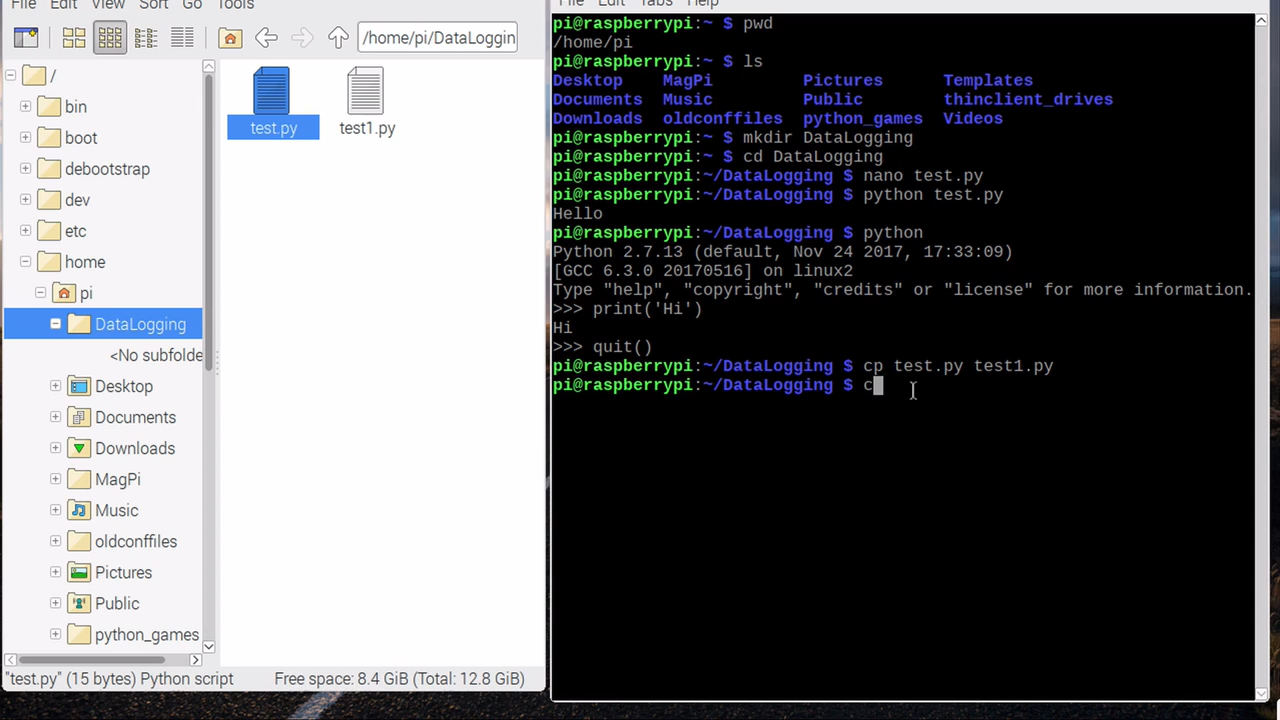 File Edit View Sort Go Tools
/home/pi/DataLoggin
/
bin
boot
debootstrap
dev
etc
home
pi
DataLogging
<No subfolde
Desktop
Documents
Downloads
MagPi
Music
oldconffiles
Pictures
Public
python_games
test.py test1.py
"test.py" (15 bytes) Python script Free space: 8.4 GiB (Total: 12.8 GiB)
File Edit Tabs Help
pi@raspberrypi:~ $ pwd
/home/pi
pi@raspberrypi:~ $ ls
Desktop MagPi Pictures Templates
Documents Music Public thinclient_drives
Downloads oldconffiles python_games Videos
pi@raspberrypi:~ $ mkdir DataLogging
pi@raspberrypi:~ $ cd DataLogging
pi@raspberrypi:~/DataLogging $ nano test.py
pi@raspberrypi:~/DataLogging $ python test.py
Hello
pi@raspberrypi:~/DataLogging $ python
Python 2.7.13 (default, Nov 24 2017, 17:33:09)
[GCC 6.3.0 20170516] on linux2
Type "help", "copyright", "credits" or "license" for more information.
>>> print('Hi')
Hi
>>> quit()
pi@raspberrypi:~/DataLogging $ cp test.py test1.py
pi@raspberrypi:~/DataLogging $ c